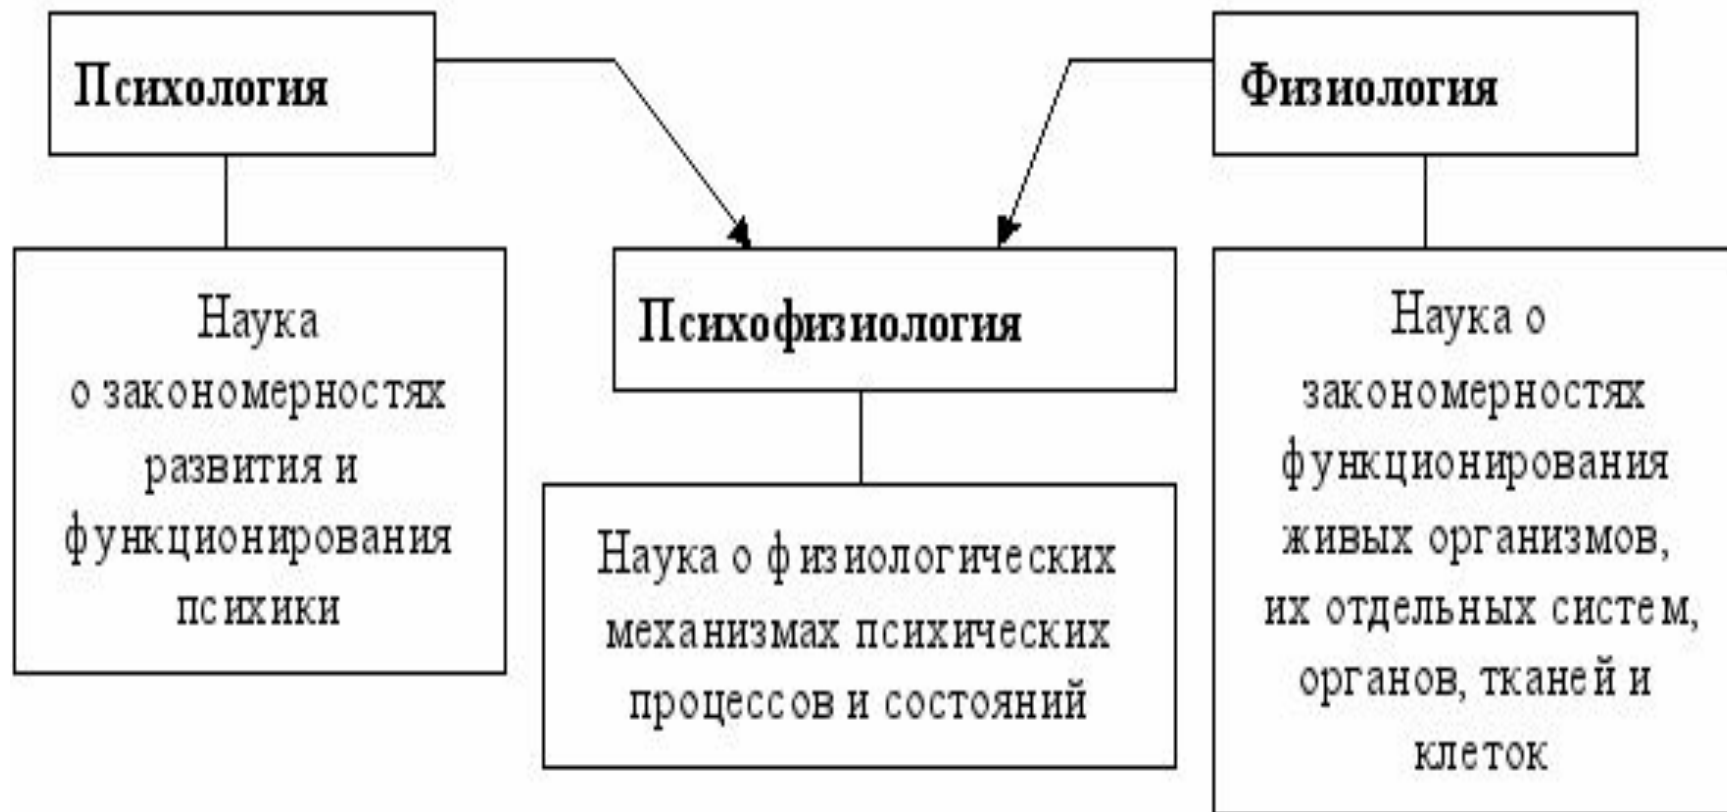 Психология
Физиология
Психофизиология
Наука
о закономерностях
развития и
функционирования
психики
Наука о физиологических
механизмах психических
процессов и состояний
Наука о
закономерностях
функционирования
живых организмов,
их отдельных систем,
органов, тканей и
клеток